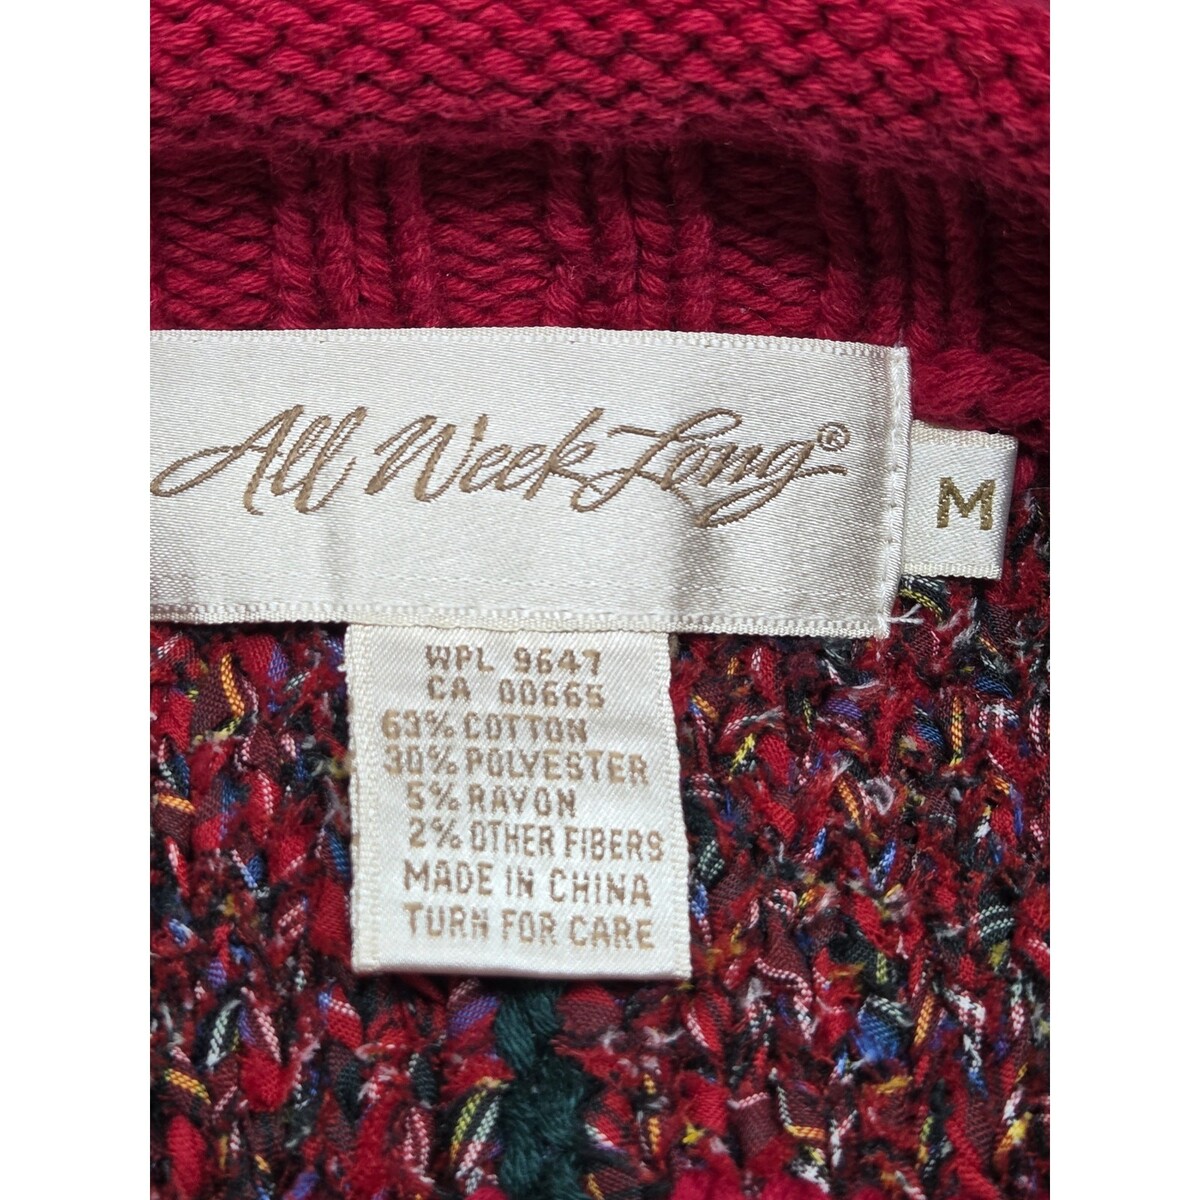 All Week Long®
M
WPL 9647
CA 00665
63% COTTON
30% POLYESTER
5% RAYON
2% OTHER FIBERS
MADE IN CHINA
TURN FOR CARE